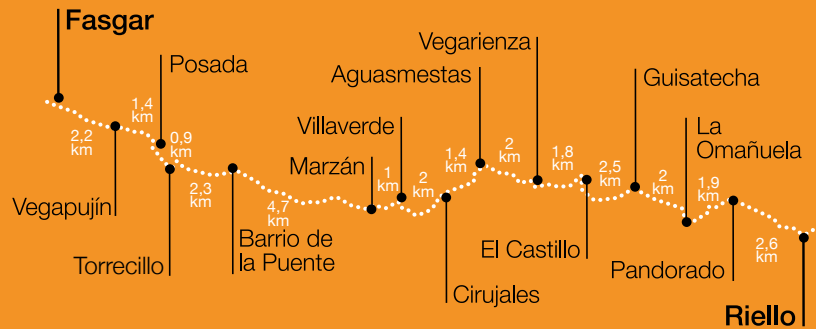 Fasgar
2,2
km
Vegapujín
1,4
km
Posada
0,9
km
Torrecillo
2,3
km
Barrio de
la Puente
4,7
km
Marzán
1
km
Villaverde
2
km
Cirujales
1,4
km
Aguasmestas
2
km
Vegarienza
1,8
km
El Castillo
2,5
km
Guisatecha
2
km
La
Omañuela
1,9
km
Pandorado
2,6
km
Riello